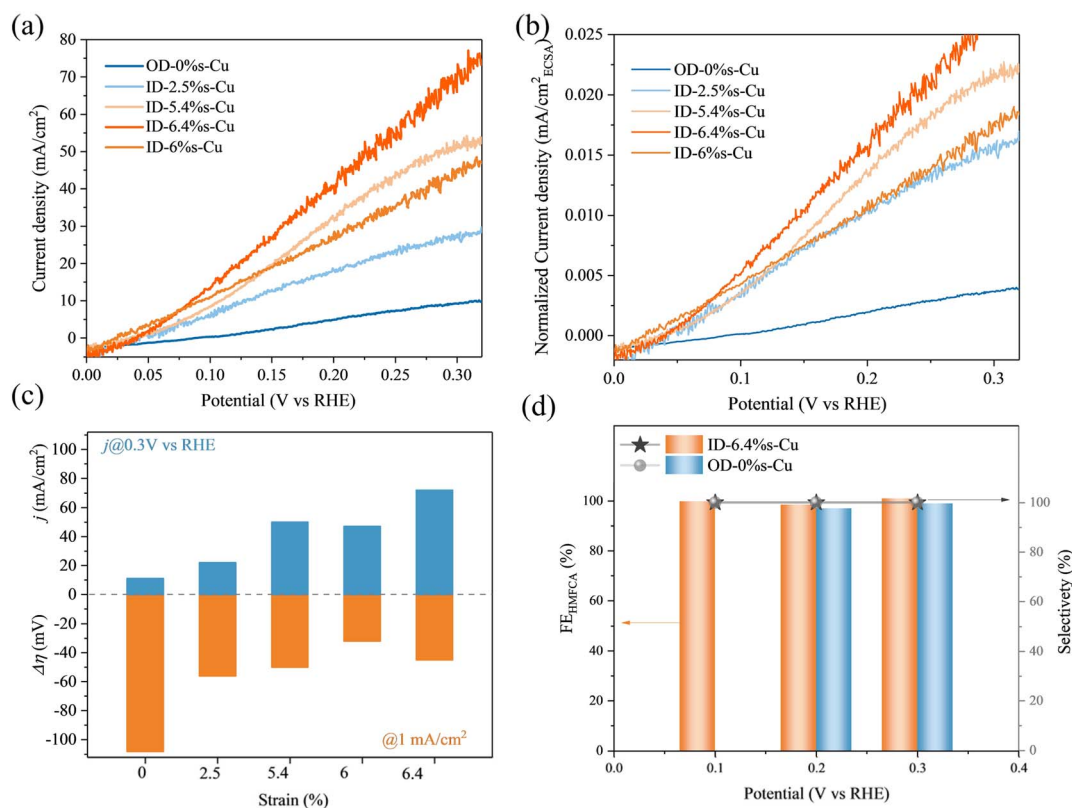 (a)
80
70
60
50
40
30
20
10
0
Current density (mA/cm²)
OD-0%s-Cu
ID-2.5%s-Cu
ID-5.4%s-Cu
ID-6.4%s-Cu
ID-6%s-Cu
0.00 0.05 0.10 0.15 0.20 0.25 0.30
Potential (V vs RHE)
(b)
0.025
0.020
0.015
0.010
0.005
0.000
Normalized Current density (mA/cm²ECSA)
OD-0%s-Cu
ID-2.5%s-Cu
ID-5.4%s-Cu
ID-6.4%s-Cu
ID-6%s-Cu
0.0 0.1 0.2 0.3
Potential (V vs RHE)
(c)
j@0.3V vs RHE
100
80
60
40
20
0
-20
-40
-60
-80
-100
j (mA/cm²)
Δη (mV)
@1 mA/cm²
0 2.5 5.4 6 6.4
Strain (%)
(d)
ID-6.4%s-Cu
OD-0%s-Cu
100
80
60
40
20
0
FEHMFCA (%)
100
80
60
40
20
0
Selectivety (%)
0.0 0.1 0.2 0.3 0.4
Potential (V vs RHE)